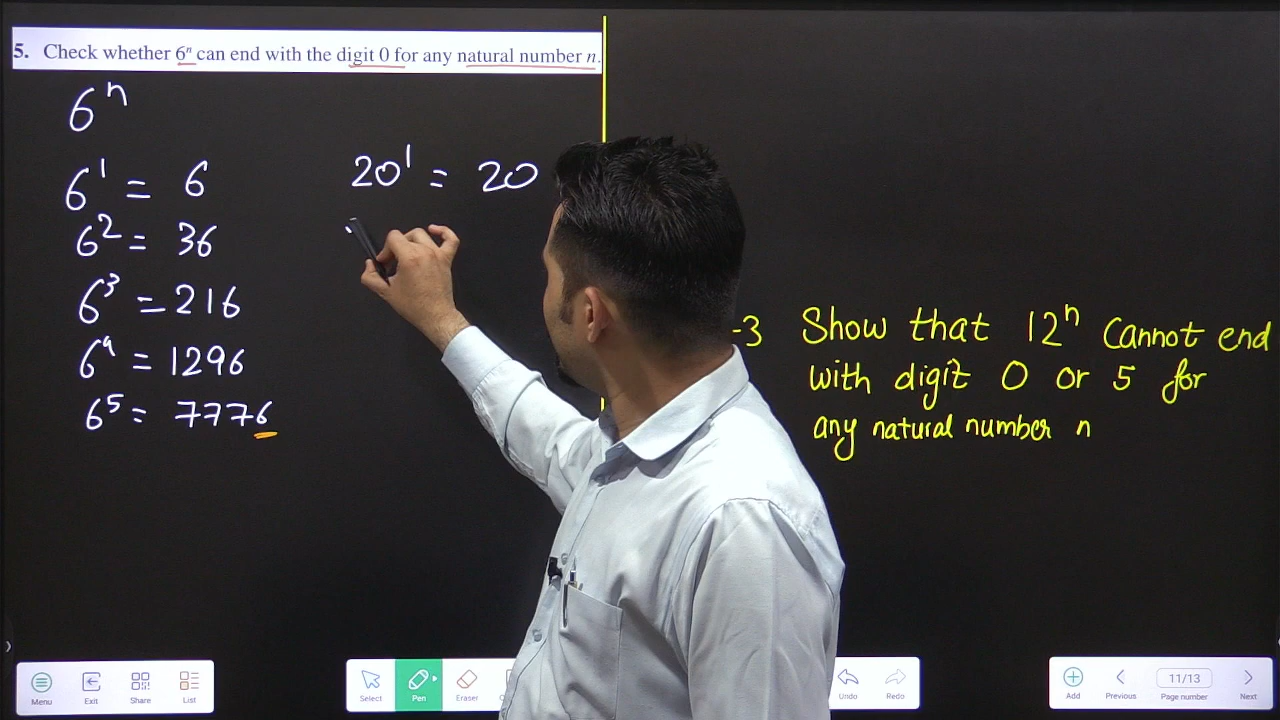 5. Check whether 6ⁿ can end with the digit 0 for any natural number n.
6ⁿ
6¹ = 6
6² = 36
6³ = 216
6⁴ = 1296
6⁵ = 7776
20¹ = 20
-3 Show that 12ⁿ Cannot end
with digit 0 or 5 for
any natural number n
Menu
Exit
Share
List
Select
Pen
Eraser
Undo
Redo
Add
Previous
11/13
Page number
Next